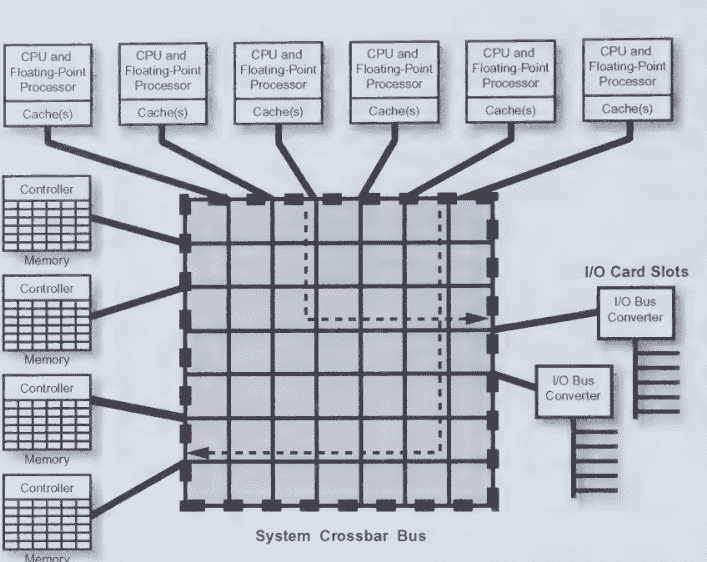 CPU and
Floating-Point
Processor
Cache(s)
CPU and
Floating-Point
Processor
Cache(s)
CPU and
Floating-Point
Processor
Cache(s)
CPU and
Floating-Point
Processor
Cache(s)
CPU and
Floating-Point
Processor
Cache(s)
CPU and
Floating-Point
Processor
Cache(s)
Controller
Memory
Controller
Memory
Controller
Memory
Controller
Memory
I/O Card Slots
I/O Bus
Converter
I/O Bus
Converter
System Crossbar Bus